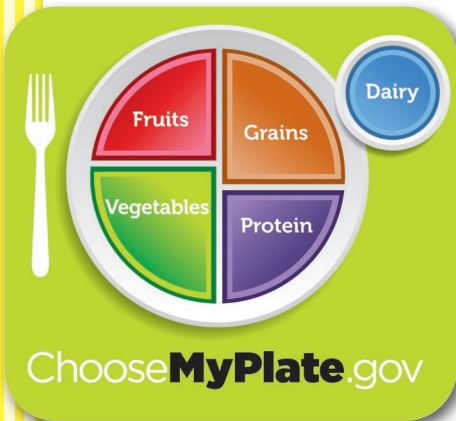 Dairy
Fruits
Grains
Vegetables
Protein
ChooseMyPlate.gov